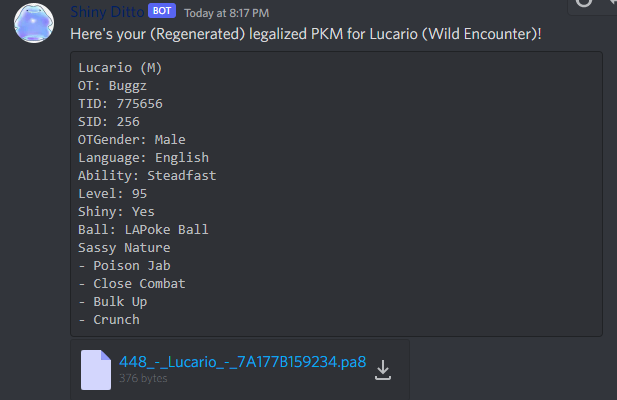 Shiny Ditto BOT Today at 8:17 PM
Here's your (Regenerated) legalized PKM for Lucario (Wild Encounter)!
Lucario (M)
OT: Buggz
TID: 775656
SID: 256
OTGender: Male
Language: English
Ability: Steadfast
Level: 95
Shiny: Yes
Ball: LAPoke Ball
Sassy Nature
- Poison Jab
- Close Combat
- Bulk Up
- Crunch
448_-_Lucario_-_7A177B159234.pa8
376 bytes